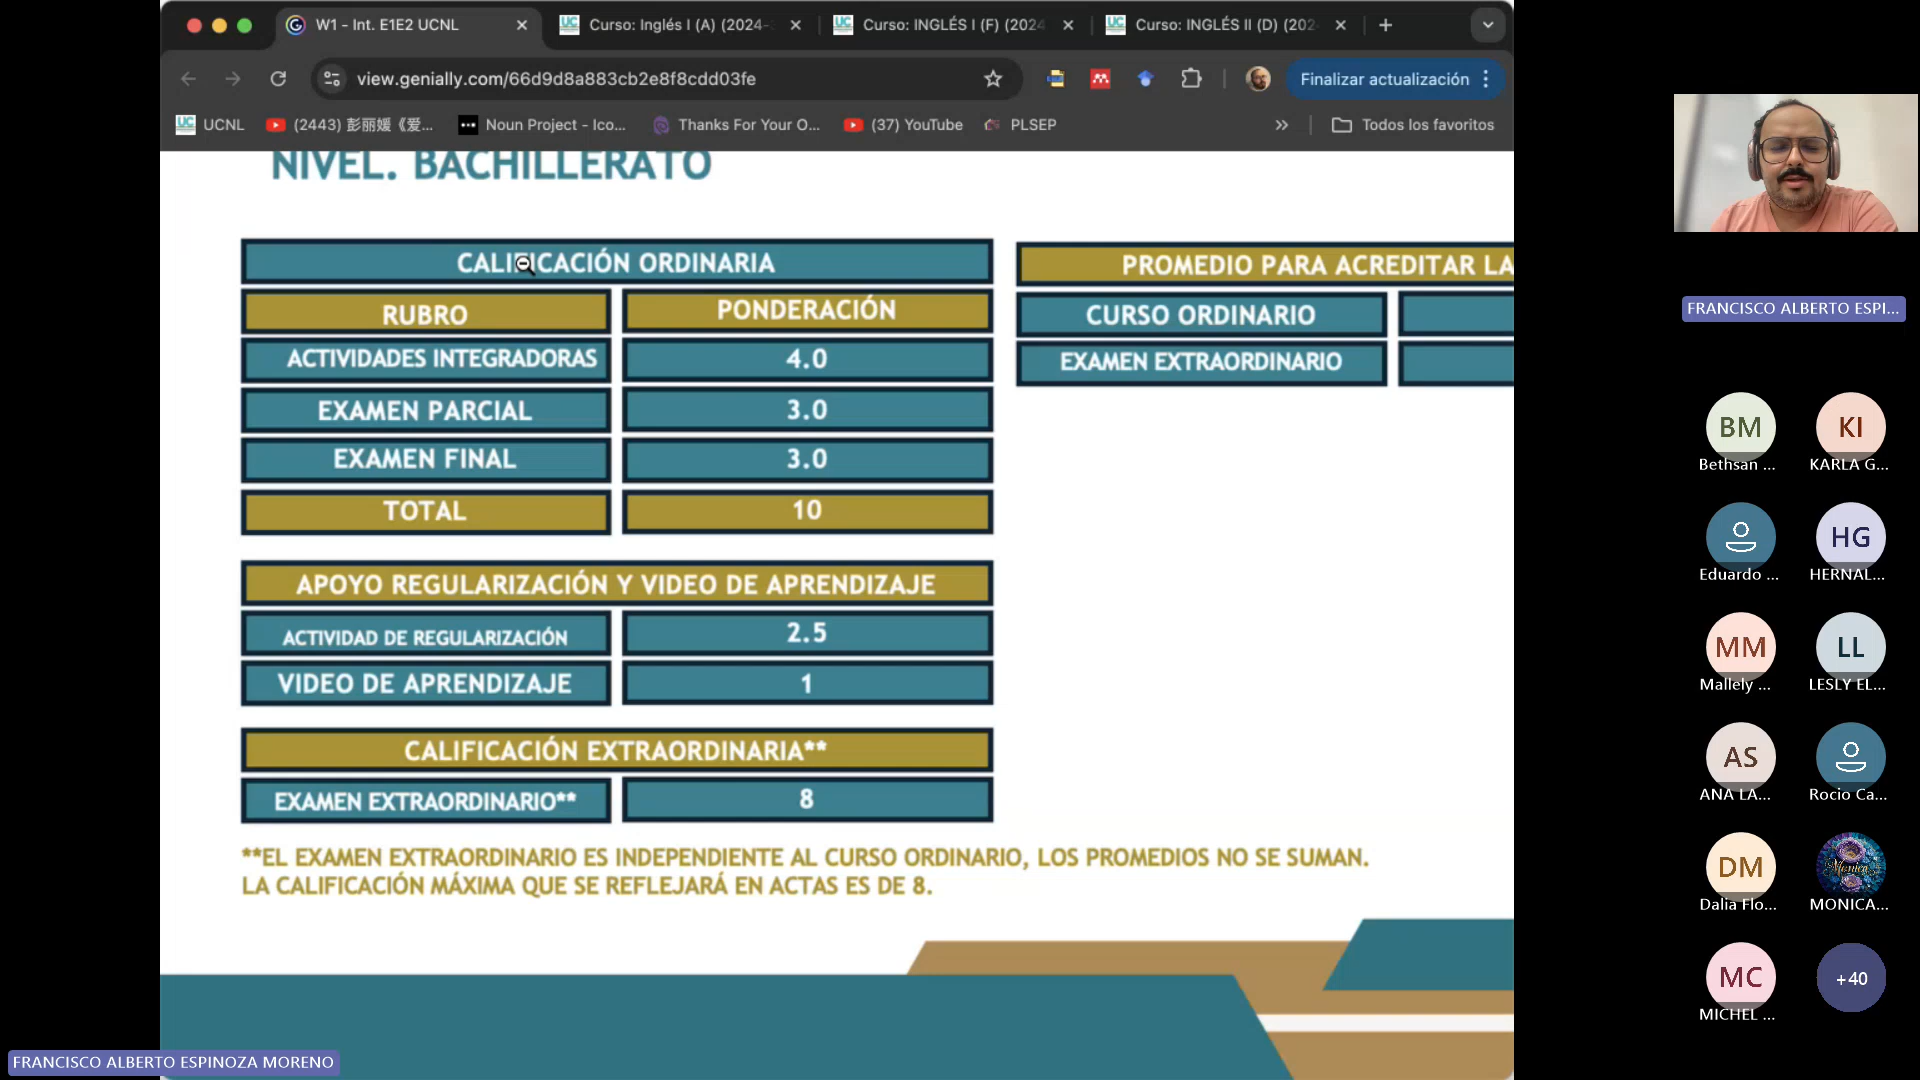 W1 - Int. E1E2 UCNL
Curso: Inglés I (A) (2024-
Curso: INGLÉS I (F) (2024
Curso: INGLÉS II (D) (202
view.genially.com/66d9d8a883cb2e8f8cdd03fe
Finalizar actualización
UCNL
(2443) 彭丽媛《爱...
Noun Project - Ico...
Thanks For Your O...
(37) YouTube
PLSEP
Todos los favoritos
NIVEL. BACHILLERATO
CALIFICACIÓN ORDINARIA
RUBRO
PONDERACIÓN
ACTIVIDADES INTEGRADORAS
4.0
EXAMEN PARCIAL
3.0
EXAMEN FINAL
3.0
TOTAL
10
PROMEDIO PARA ACREDITAR LA
CURSO ORDINARIO
EXAMEN EXTRAORDINARIO
APOYO REGULARIZACIÓN Y VIDEO DE APRENDIZAJE
ACTIVIDAD DE REGULARIZACIÓN
2.5
VIDEO DE APRENDIZAJE
1
CALIFICACIÓN EXTRAORDINARIA**
EXAMEN EXTRAORDINARIO**
8
**EL EXAMEN EXTRAORDINARIO ES INDEPENDIENTE AL CURSO ORDINARIO, LOS PROMEDIOS NO SE SUMAN.
LA CALIFICACIÓN MÁXIMA QUE SE REFLEJARÁ EN ACTAS ES DE 8.
FRANCISCO ALBERTO ESPINOZA MORENO
FRANCISCO ALBERTO ESPI...
BM
Bethsan ...
KI
KARLA G...
Eduardo ...
HG
HERNAL...
MM
Mallely ...
LL
LESLY EL...
AS
ANA LA...
Rocio Ca...
DM
Dalia Flo...
Monica
MONICA...
MC
MICHEL ...
+40